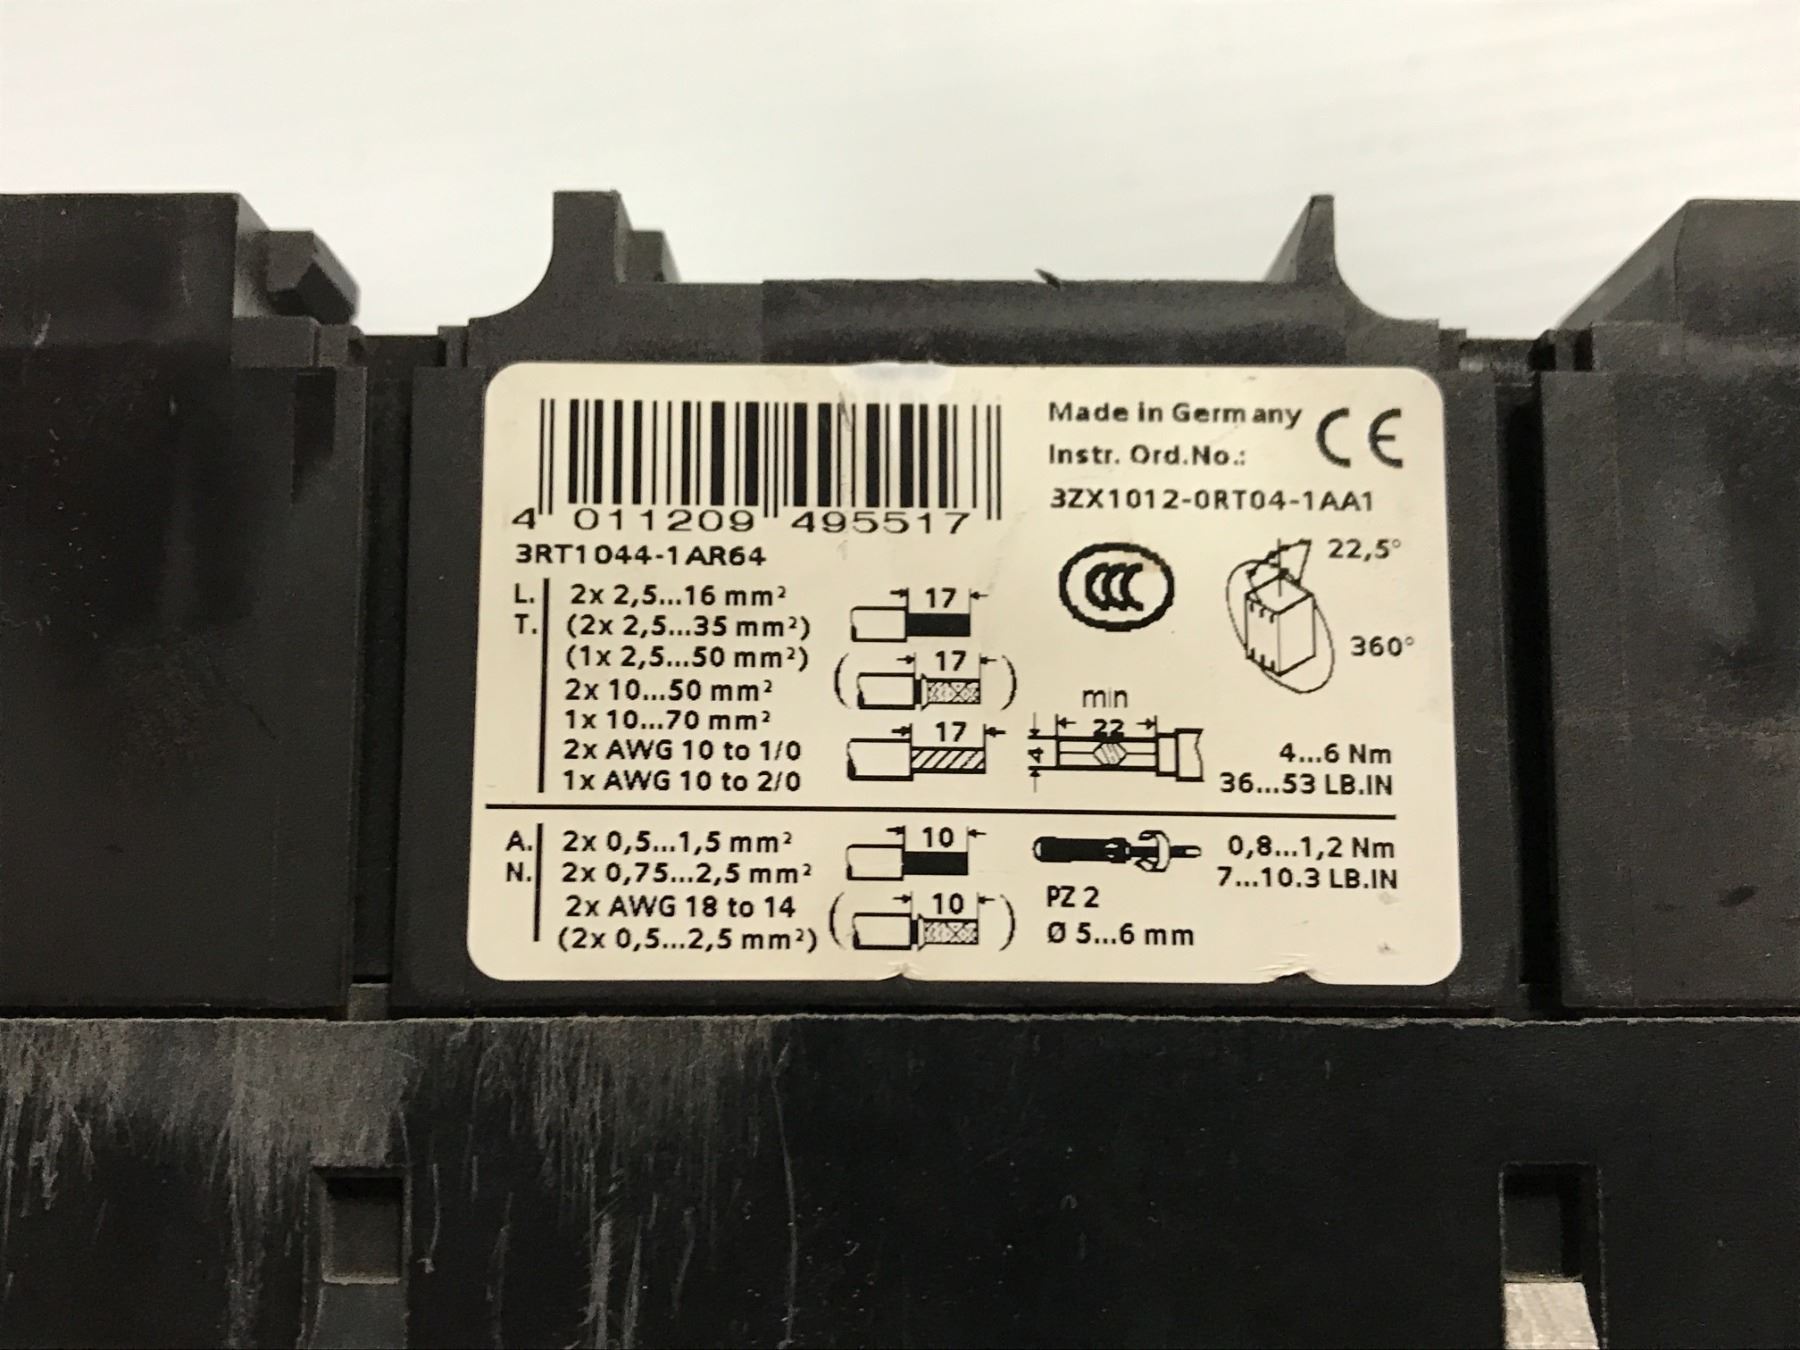 Made in Germany CE
Instr. Ord.No.:
3ZX1012-0RT04-1AA1
4 011209 495517
3RT1044-1AR64
CCC
22,5°
360°
L. 2x 2,5...16 mm² 17
T. (2x 2,5...35 mm²)
(1x 2,5...50 mm²) ( 17 )
2x 10...50 mm²
1x 10...70 mm² 17
2x AWG 10 to 1/0
1x AWG 10 to 2/0
min
22
4
4...6 Nm
36...53 LB.IN
A. 2x 0,5...1,5 mm² 10
N. 2x 0,75...2,5 mm²
2x AWG 18 to 14 ( 10 )
(2x 0,5...2,5 mm²)
0,8...1,2 Nm
7...10.3 LB.IN
PZ 2
Ø 5...6 mm